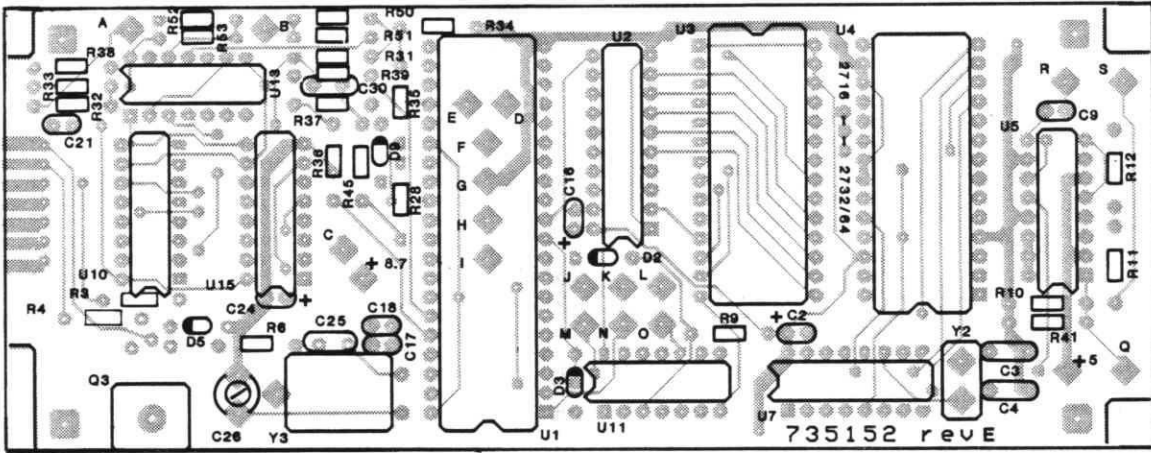 A
R52
R53
B
R50
R51
R31
R39
R34
U3
U4
U2
R38
R33
R32
U13
C30
R35
R37
C21
E
D
F
G
H
I
D9
R36
R45
R28
C16
2716 -I-I- 2732/64
R
S
C9
U5
R12
R11
C
+ 8.7
+
J
K
D2
L
U10
R3
R4
U15
C24
+
D5
R6
C25
C18
C17
M
N
O
R9
+
C2
Y2
R10
R41
+5
Q
C3
C4
Q3
C26
Y3
U1
D3
U11
U7
735152 revE